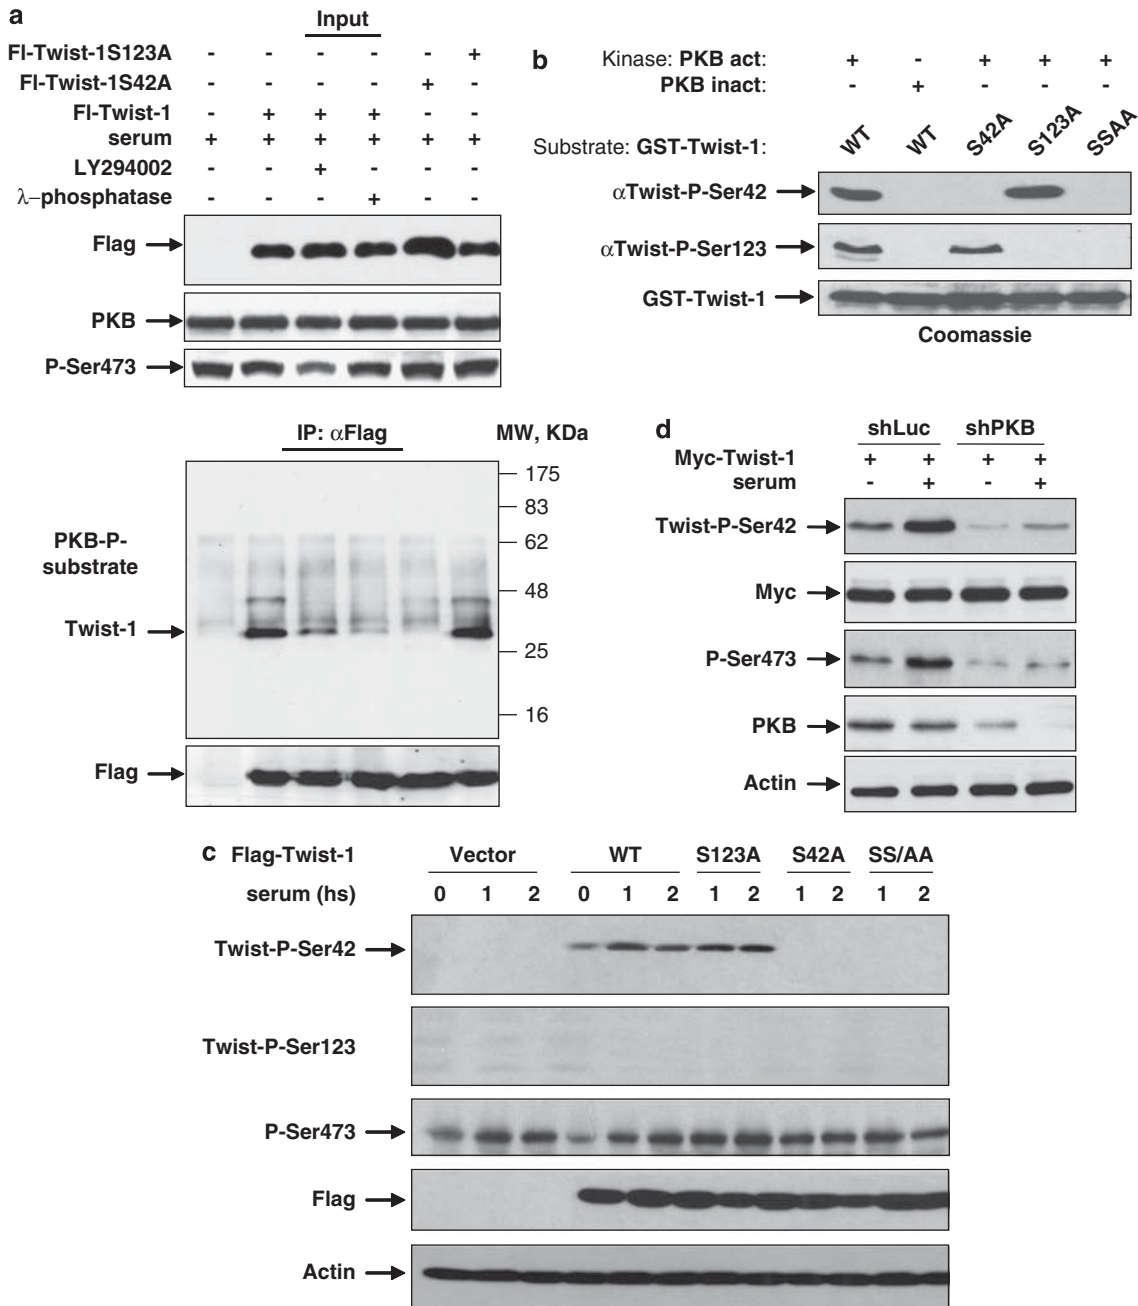 a
Input
Fl-Twist-1S123A - - - - - +
Fl-Twist-1S42A - - - - + -
Fl-Twist-1 - + + + - -
serum + + + + + +
LY294002 - - + - - -
λ–phosphatase - - - + - -
Flag
PKB
P-Ser473
IP: αFlag
MW, KDa
175
83
62
48
25
16
PKB-P-
substrate
Twist-1
Flag
b
Kinase: PKB act: + - + + +
PKB inact: - + - - -
Substrate: GST-Twist-1: WT WT S42A S123A SSAA
αTwist-P-Ser42
αTwist-P-Ser123
GST-Twist-1
Coomassie
d
shLuc shPKB
Myc-Twist-1 + + + +
serum - + - +
Twist-P-Ser42
Myc
P-Ser473
PKB
Actin
c Flag-Twist-1 Vector WT S123A S42A SS/AA
serum (hs) 0 1 2 0 1 2 1 2 1 2 1 2
Twist-P-Ser42
Twist-P-Ser123
P-Ser473
Flag
Actin